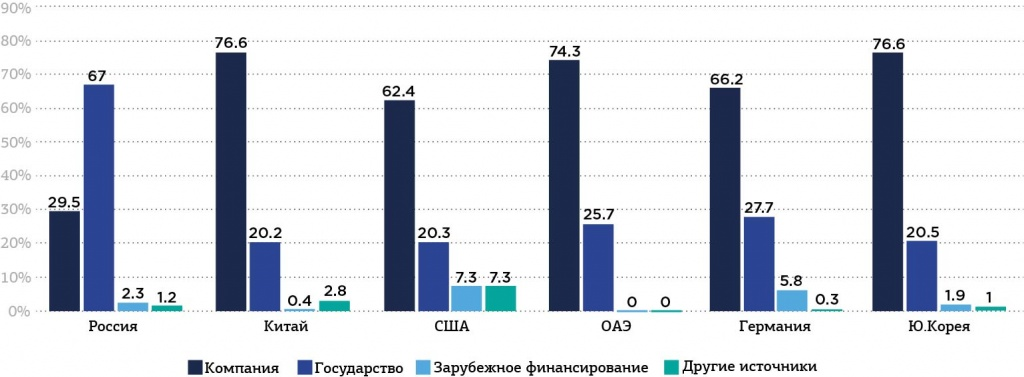 90%
80%
70%
60%
50%
40%
30%
20%
10%
0%
29.5 67 2.3 1.2
76.6 20.2 0.4 2.8
62.4 20.3 7.3 7.3
74.3 25.7 0 0
66.2 27.7 5.8 0.3
76.6 20.5 1.9 1
Россия Китай США ОАЭ Германия Ю.Корея
Компания Государство Зарубежное финансирование Другие источники